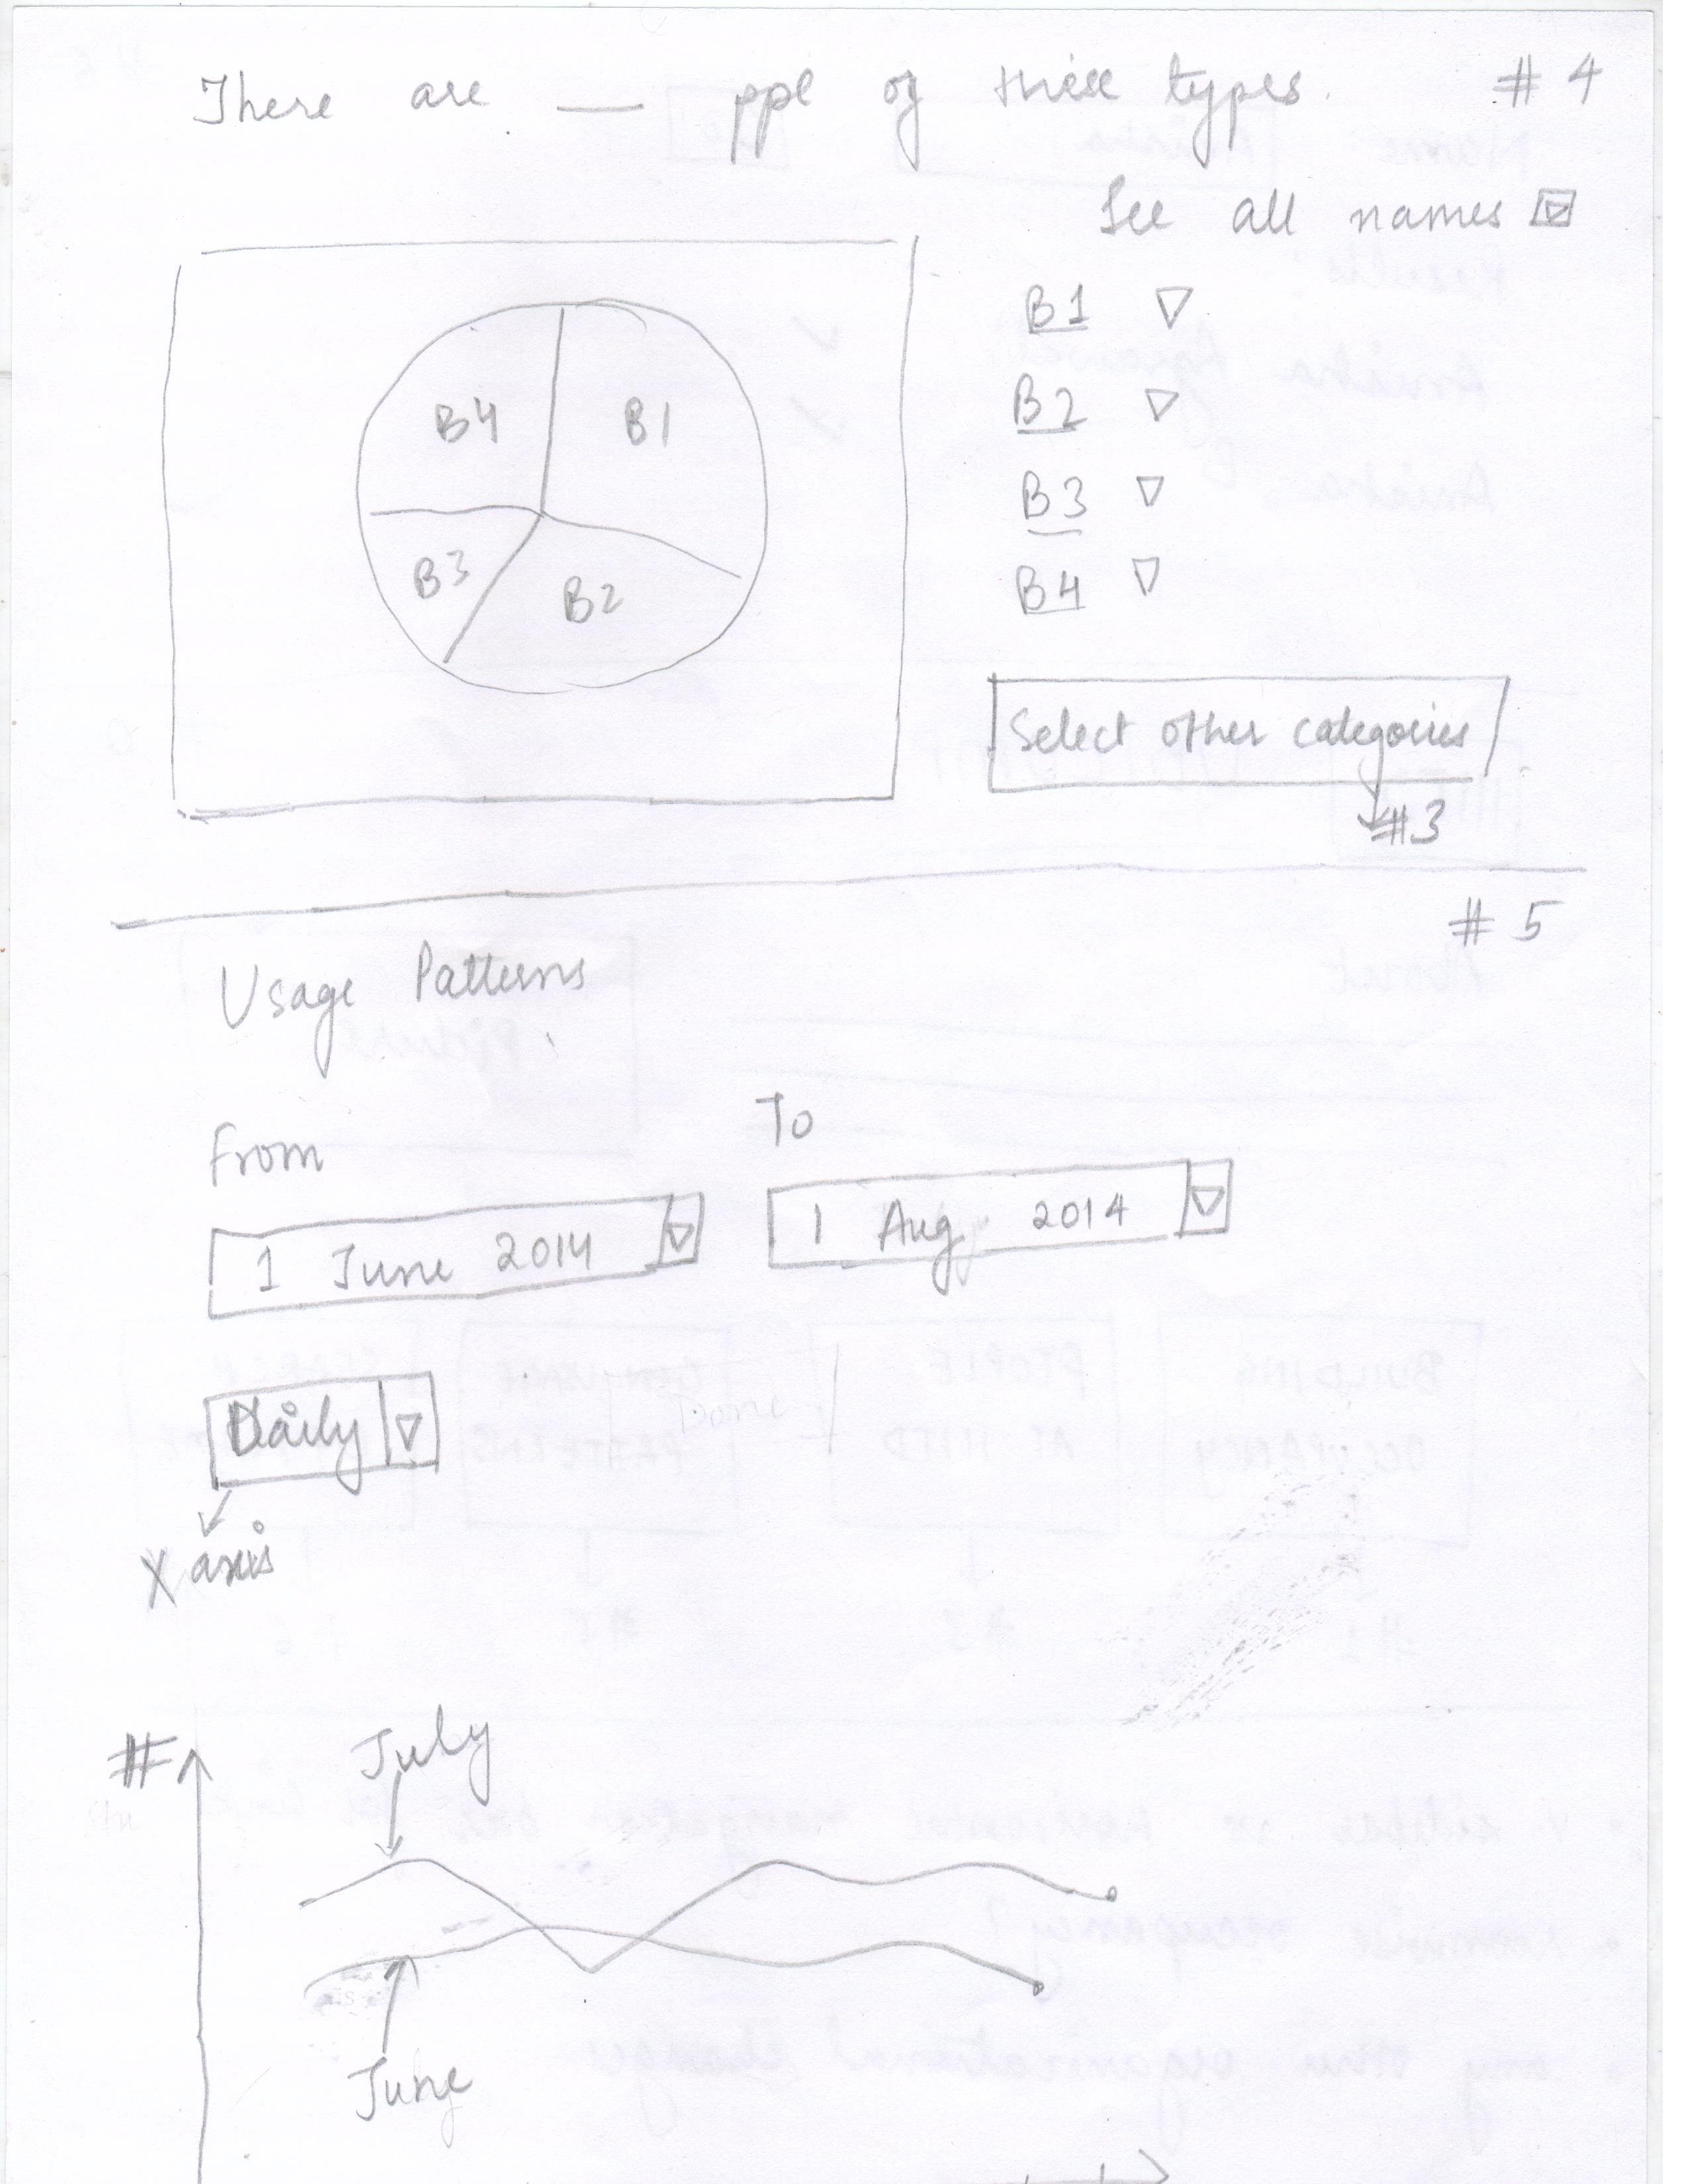 There are __ ppl of these types. # 4
See all names
B4 B1
B3 B2
B1
B2
B3
B4
Select other categories
#3
# 5
Usage Patterns
From To
1 June 2014 1 Aug 2014
Daily
X axis
#
July
June